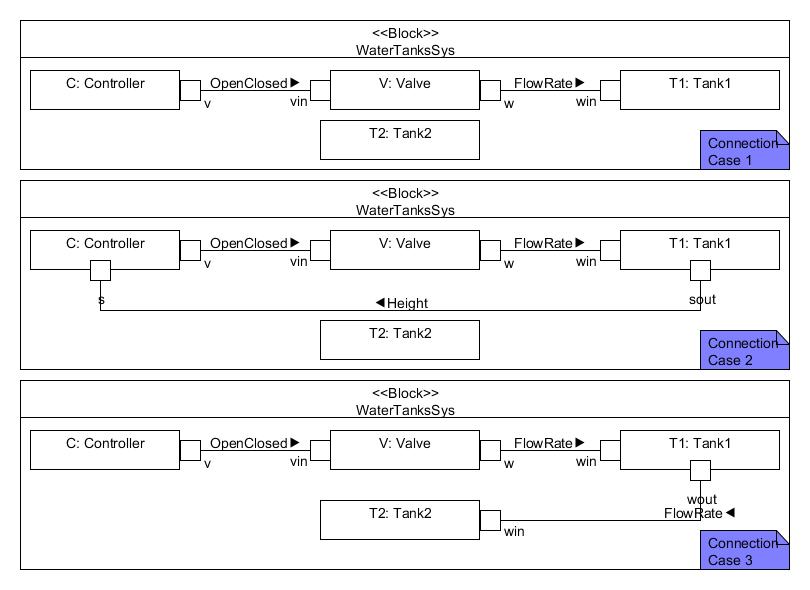 <<Block>>
WaterTanksSys
C: Controller
OpenClosed
V: Valve
FlowRate
T1: Tank1
v
vin
w
win
T2: Tank2
Connection
Case 1
<<Block>>
WaterTanksSys
C: Controller
OpenClosed
V: Valve
FlowRate
T1: Tank1
v
vin
w
win
s
Height
sout
T2: Tank2
Connection
Case 2
<<Block>>
WaterTanksSys
C: Controller
OpenClosed
V: Valve
FlowRate
T1: Tank1
v
vin
w
win
wout
FlowRate
T2: Tank2
win
Connection
Case 3